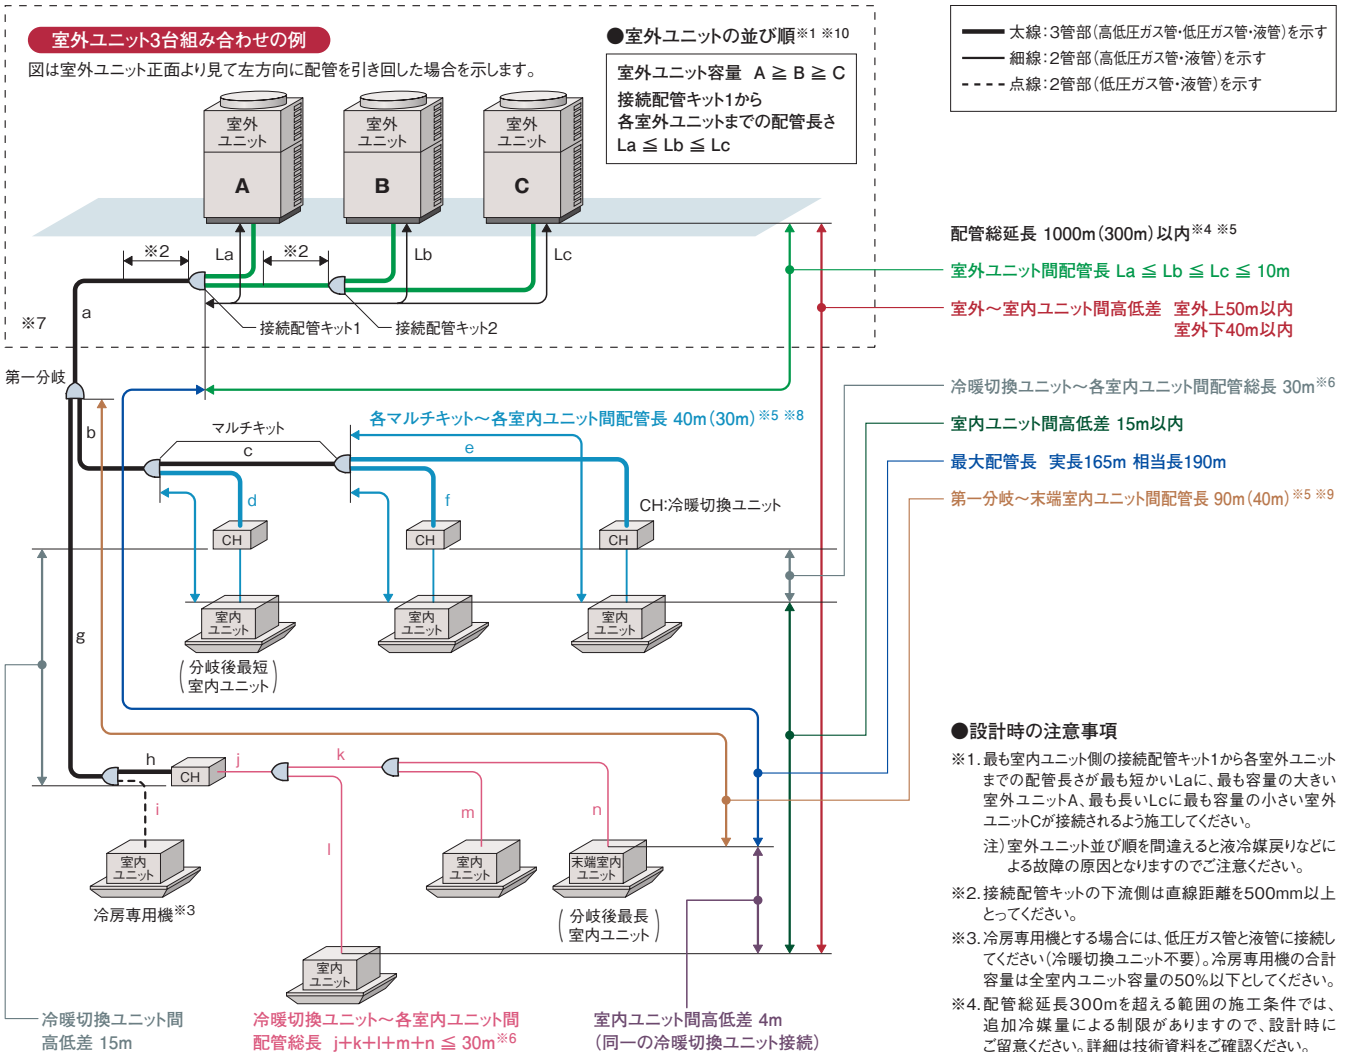 室外ユニット3台組み合わせの例
図は室外ユニット正面より見て左方向に配管を引き回した場合を示します。
●室外ユニットの並び順※1 ※10
室外ユニット容量 A ≧ B ≧ C
接続配管キット1から
各室外ユニットまでの配管長さ
La ≦ Lb ≦ Lc
太線：3管部（高低圧ガス管・低圧ガス管・液管）を示す
細線：2管部（高低圧ガス管・液管）を示す
点線：2管部（低圧ガス管・液管）を示す
室外
ユニット
A
室外
ユニット
B
室外
ユニット
C
※2
La
※2
Lb
Lc
a
※7
接続配管キット1
接続配管キット2
第一分岐
配管総延長 1000m（300m）以内※4 ※5
室外ユニット間配管長 La ≦ Lb ≦ Lc ≦ 10m
室外～室内ユニット間高低差 室外上50m以内
室外下40m以内
冷暖切換ユニット～各室内ユニット間配管総長 30m※6
室内ユニット間高低差 15m以内
最大配管長 実長165m 相当長190m
第一分岐～末端室内ユニット間配管長 90m（40m）※5 ※9
各マルチキット～各室内ユニット間配管長 40m（30m）※5 ※8
マルチキット
b
c
e
d
f
CH：冷暖切換ユニット
CH
CH
CH
室内
ユニット
室内
ユニット
室内
ユニット
（分岐後最短
室内ユニット）
g
h
CH
j
k
i
l
m
n
室内
ユニット
冷房専用機※3
室内
ユニット
末端室内
ユニット
（分岐後最長
室内ユニット）
室内
ユニット
冷暖切換ユニット間
高低差 15m
冷暖切換ユニット～各室内ユニット間
配管総長 j+k+l+m+n ≦ 30m※6
室内ユニット間高低差 4m
（同一の冷暖切換ユニット接続）
●設計時の注意事項
※1.最も室内ユニット側の接続配管キット1から各室外ユニット
までの配管長さが最も短かいLaに、最も容量の大きい
室外ユニットA、最も長いLcに最も容量の小さい室外
ユニットCが接続されるよう施工してください。
注）室外ユニット並び順を間違えると液冷媒戻りなどに
よる故障の原因となりますのでご注意ください。
※2.接続配管キットの下流側は直線距離を500mm以上
とってください。
※3.冷房専用機とする場合には、低圧ガス管と液管に接続し
てください（冷暖切換ユニット不要）。冷房専用機の合計
容量は全室内ユニット容量の50%以下としてください。
※4.配管総延長300mを超える範囲の施工条件では、
追加冷媒量による制限がありますので、設計時に
ご留意ください。詳細は技術資料をご確認ください。